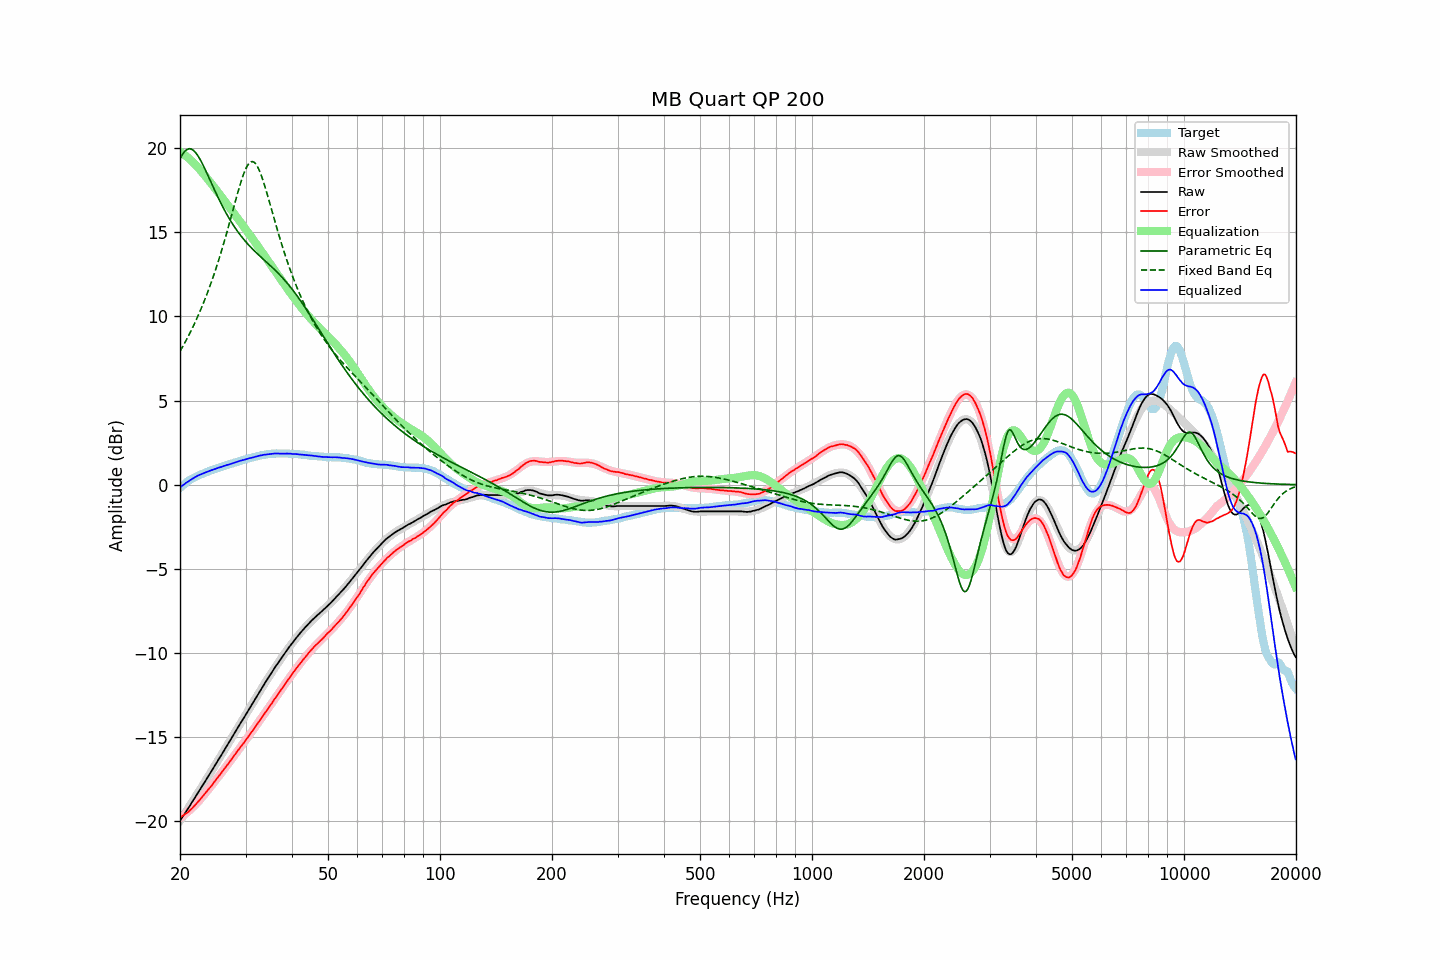 MB Quart QP 200
Target
Raw Smoothed
Error Smoothed
Raw
Error
Equalization
Parametric Eq
Fixed Band Eq
Equalized
Amplitude (dBr)
20
15
10
5
0
−5
−10
−15
−20
20 50 100 200 500 1000 2000 5000 10000 20000
Frequency (Hz)